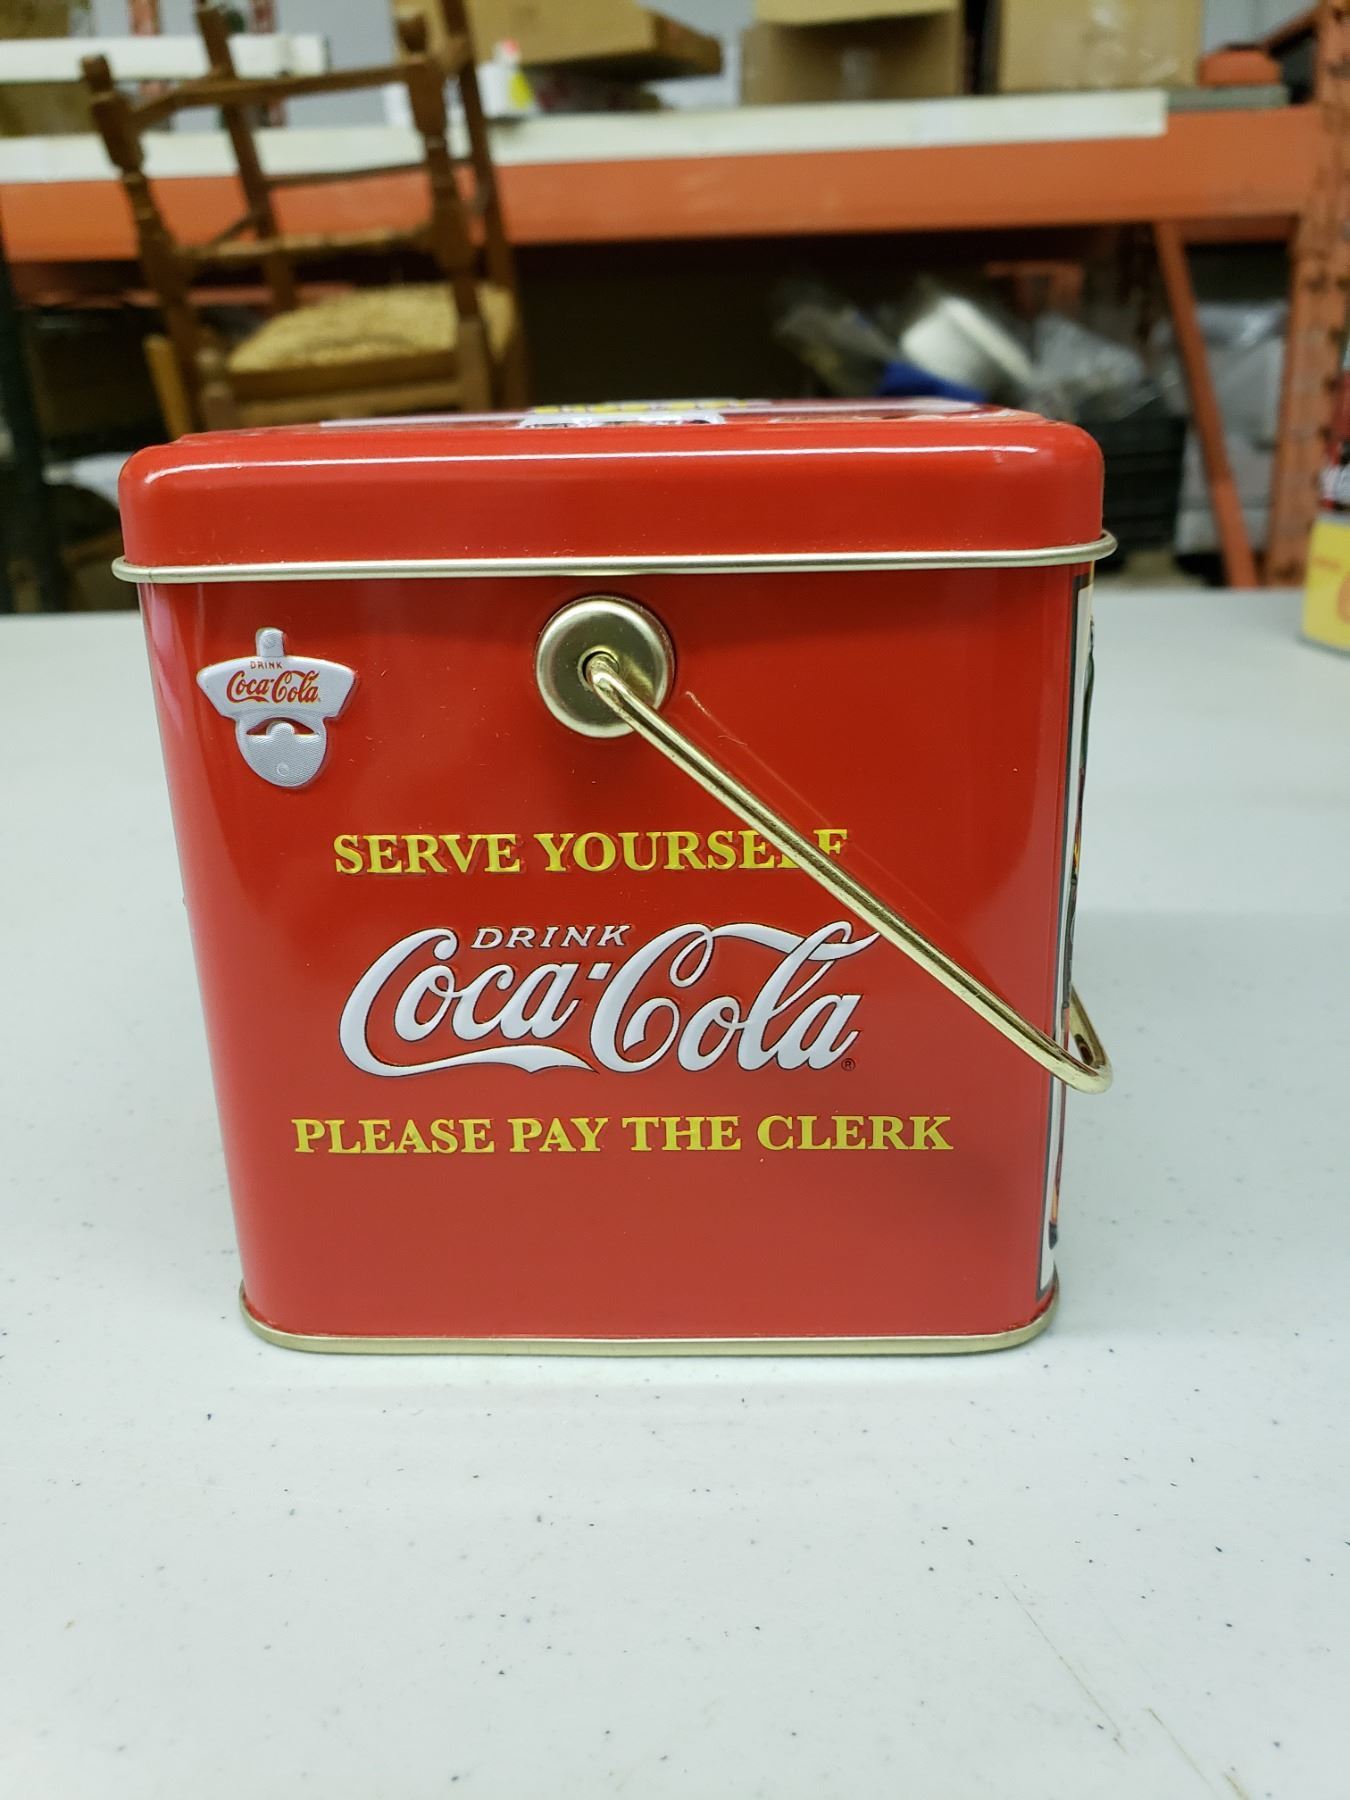 DRINK
Coca-Cola
SERVE YOURSELF
DRINK
Coca-Cola®
PLEASE PAY THE CLERK